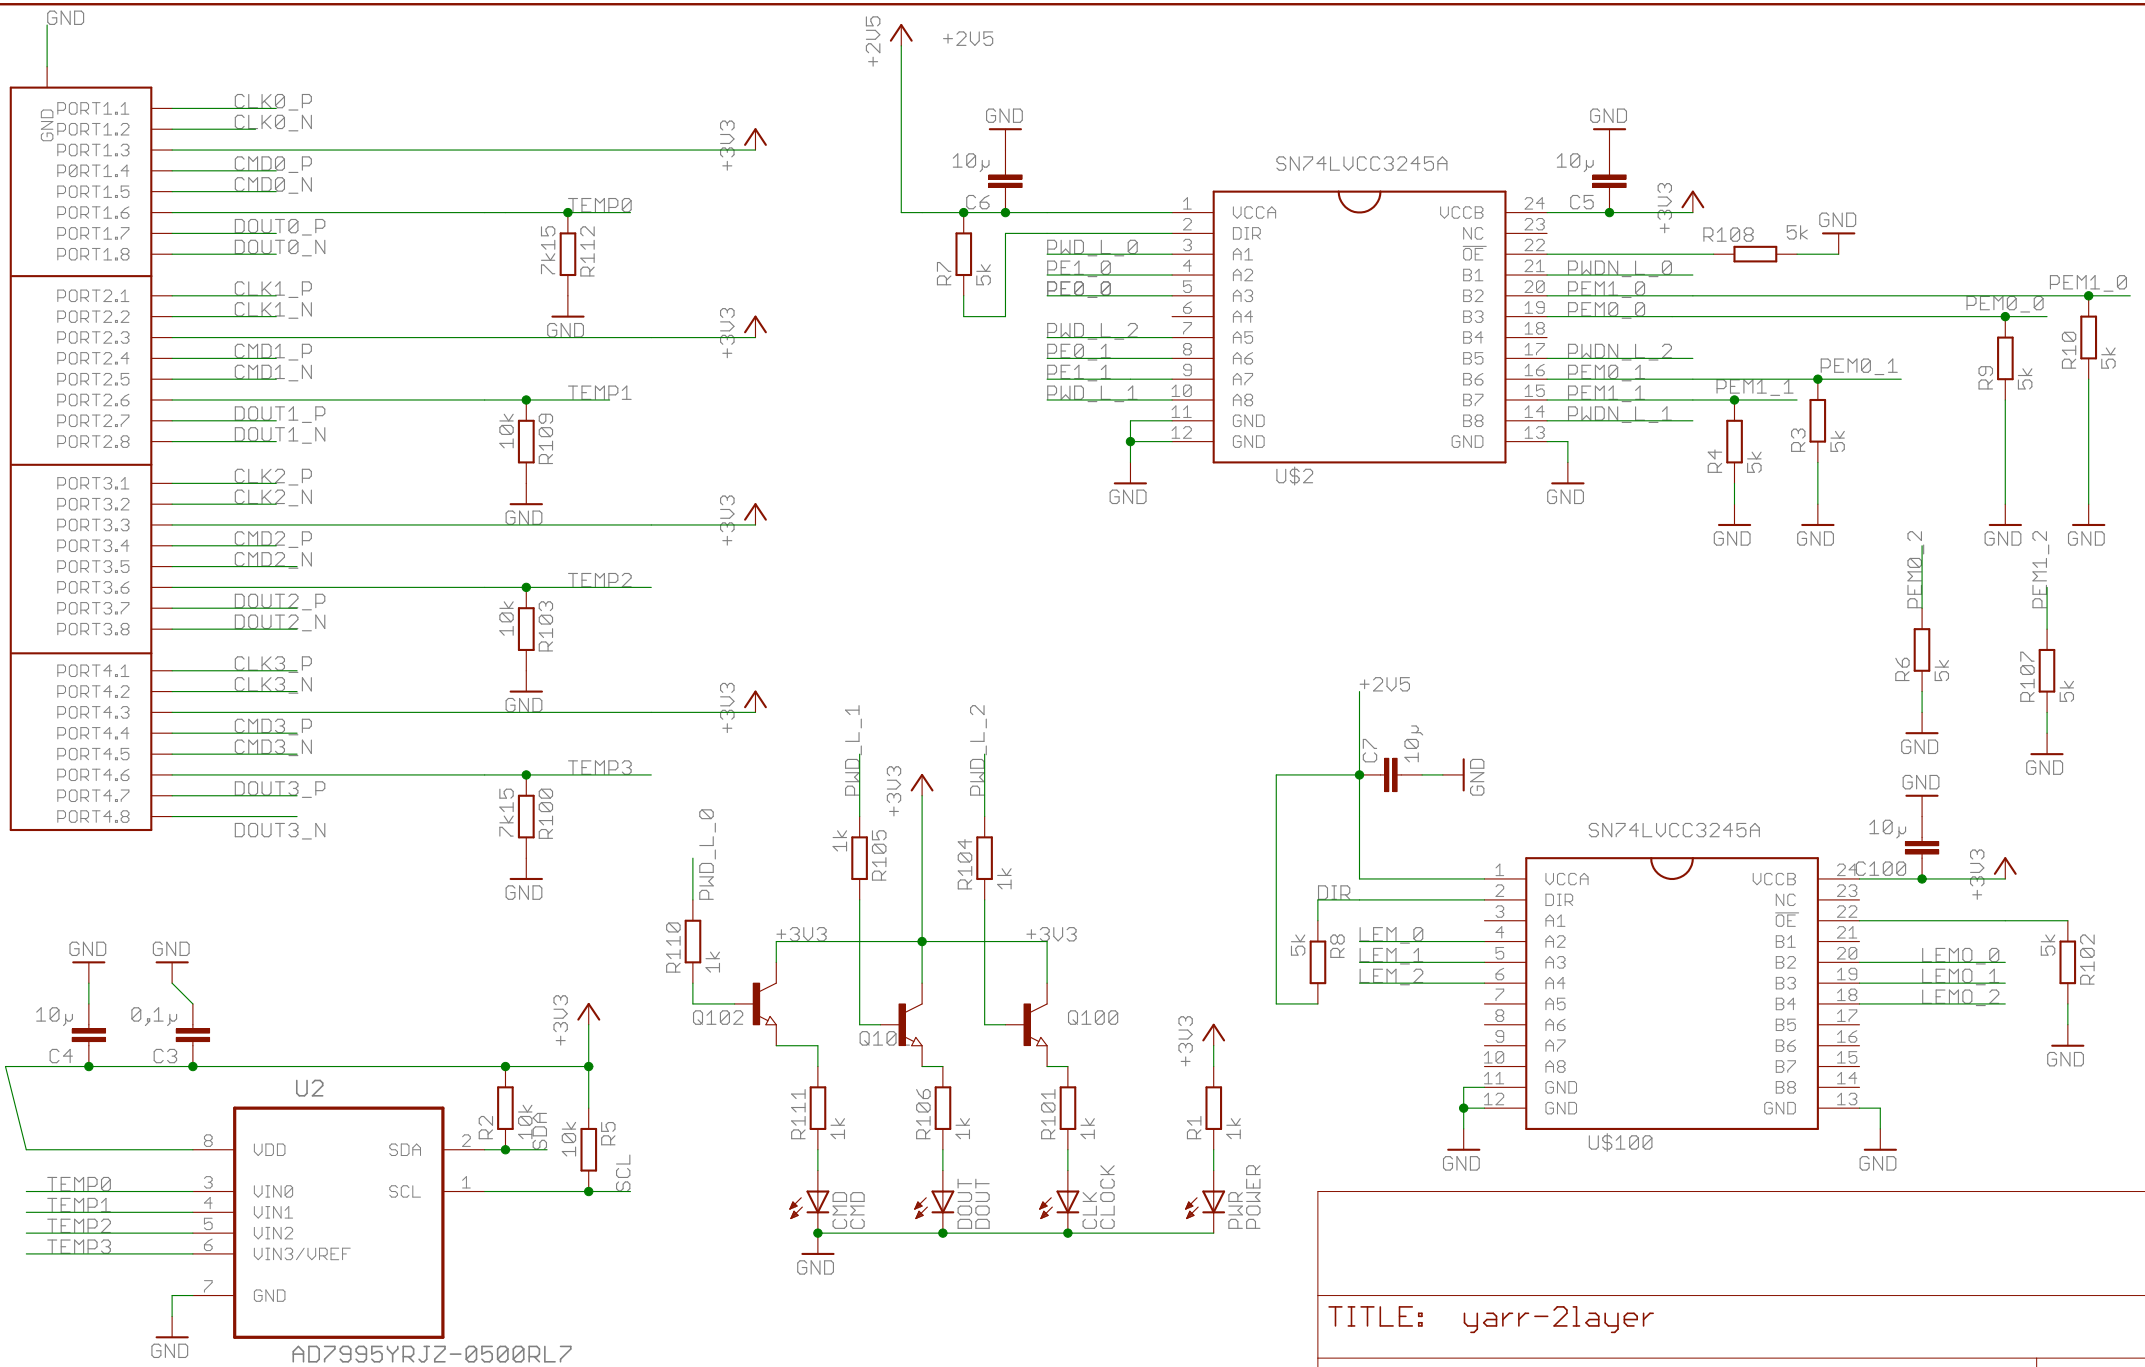 GND
GND
PORT1.1 CLK0_P
PORT1.2 CLK0_N
PORT1.3 +3V3
PORT1.4 CMD0_P
PORT1.5 CMD0_N
PORT1.6 TEMP0
PORT1.7 DOUT0_P
PORT1.8 DOUT0_N
7k15 R112
GND
PORT2.1 CLK1_P
PORT2.2 CLK1_N
PORT2.3 +3V3
PORT2.4 CMD1_P
PORT2.5 CMD1_N
PORT2.6 TEMP1
PORT2.7 DOUT1_P
PORT2.8 DOUT1_N
10k R109
GND
PORT3.1 CLK2_P
PORT3.2 CLK2_N
PORT3.3 +3V3
PORT3.4 CMD2_P
PORT3.5 CMD2_N
PORT3.6 TEMP2
PORT3.7 DOUT2_P
PORT3.8 DOUT2_N
10k R103
GND
PORT4.1 CLK3_P
PORT4.2 CLK3_N
PORT4.3 +3V3
PORT4.4 CMD3_P
PORT4.5 CMD3_N
PORT4.6 TEMP3
PORT4.7 DOUT3_P
PORT4.8 DOUT3_N
7k15 R100
GND
+2V5 +2V5
GND
10µ
C6
R7 5k
SN74LVCC3245A
GND
10µ
C5
+3V3
1 VCCA VCCB 24
2 DIR NC 23
PWD_L_0 3 A1 OE 22
R108 5k GND
PE1_0 4 A2 B1 21 PWDN_L_0
PE0_0 5 A3 B2 20 PEM1_0 PEM1_0
6 A4 B3 19 PEM0_0 PEM0_0
PWD_L_2 7 A5 B4 18
PE0_1 8 A6 B5 17 PWDN_L_2
PE1_1 9 A7 B6 16 PEM0_1 PEM0_1
PWD_L_1 10 A8 B7 15 PEM1_1 PEM1_1
11 GND B8 14 PWDN_L_1
12 GND GND 13
U$2
GND
GND
R4 5k
GND
R3 5k
GND
R9 5k
GND
R10 5k
GND
PEM0_2
R6 5k
GND
PEM1_2
R107 5k
GND
+2V5
C7 10µ GND
SN74LVCC3245A
GND
10µ
C100
+3V3
DIR
5k R8
1 VCCA VCCB 24
2 DIR NC 23
3 A1 OE 22
LEM_0 4 A2 B1 21
LEM_1 5 A3 B2 20 LEMO_0
LEM_2 6 A4 B3 19 LEMO_1
7 A5 B4 18 LEMO_2
8 A6 B5 17
9 A7 B6 16
10 A8 B7 15
11 GND B8 14
12 GND GND 13
U$100
GND
GND
5k R102
GND
PWD_L_0
R110 1k
Q102
+3V3
PWD_L_1
1k R105
+3V3
Q10
PWD_L_2
R104 1k
+3V3
Q100
R111 1k
R106 1k
R101 1k
+3V3
R1 1k
CMD CMD
DOUT DOUT
CLK CLOCK
PWR POWER
GND
GND GND
10µ 0,1µ
C4 C3
+3V3
R2 10k
10k R5
U2
8 VDD SDA 2 SDA
TEMP0 3 VIN0 SCL 1 SCL
TEMP1 4 VIN1
TEMP2 5 VIN2
TEMP3 6 VIN3/VREF
7 GND
GND
AD7995YRJZ-0500RL7
TITLE: yarr-2layer